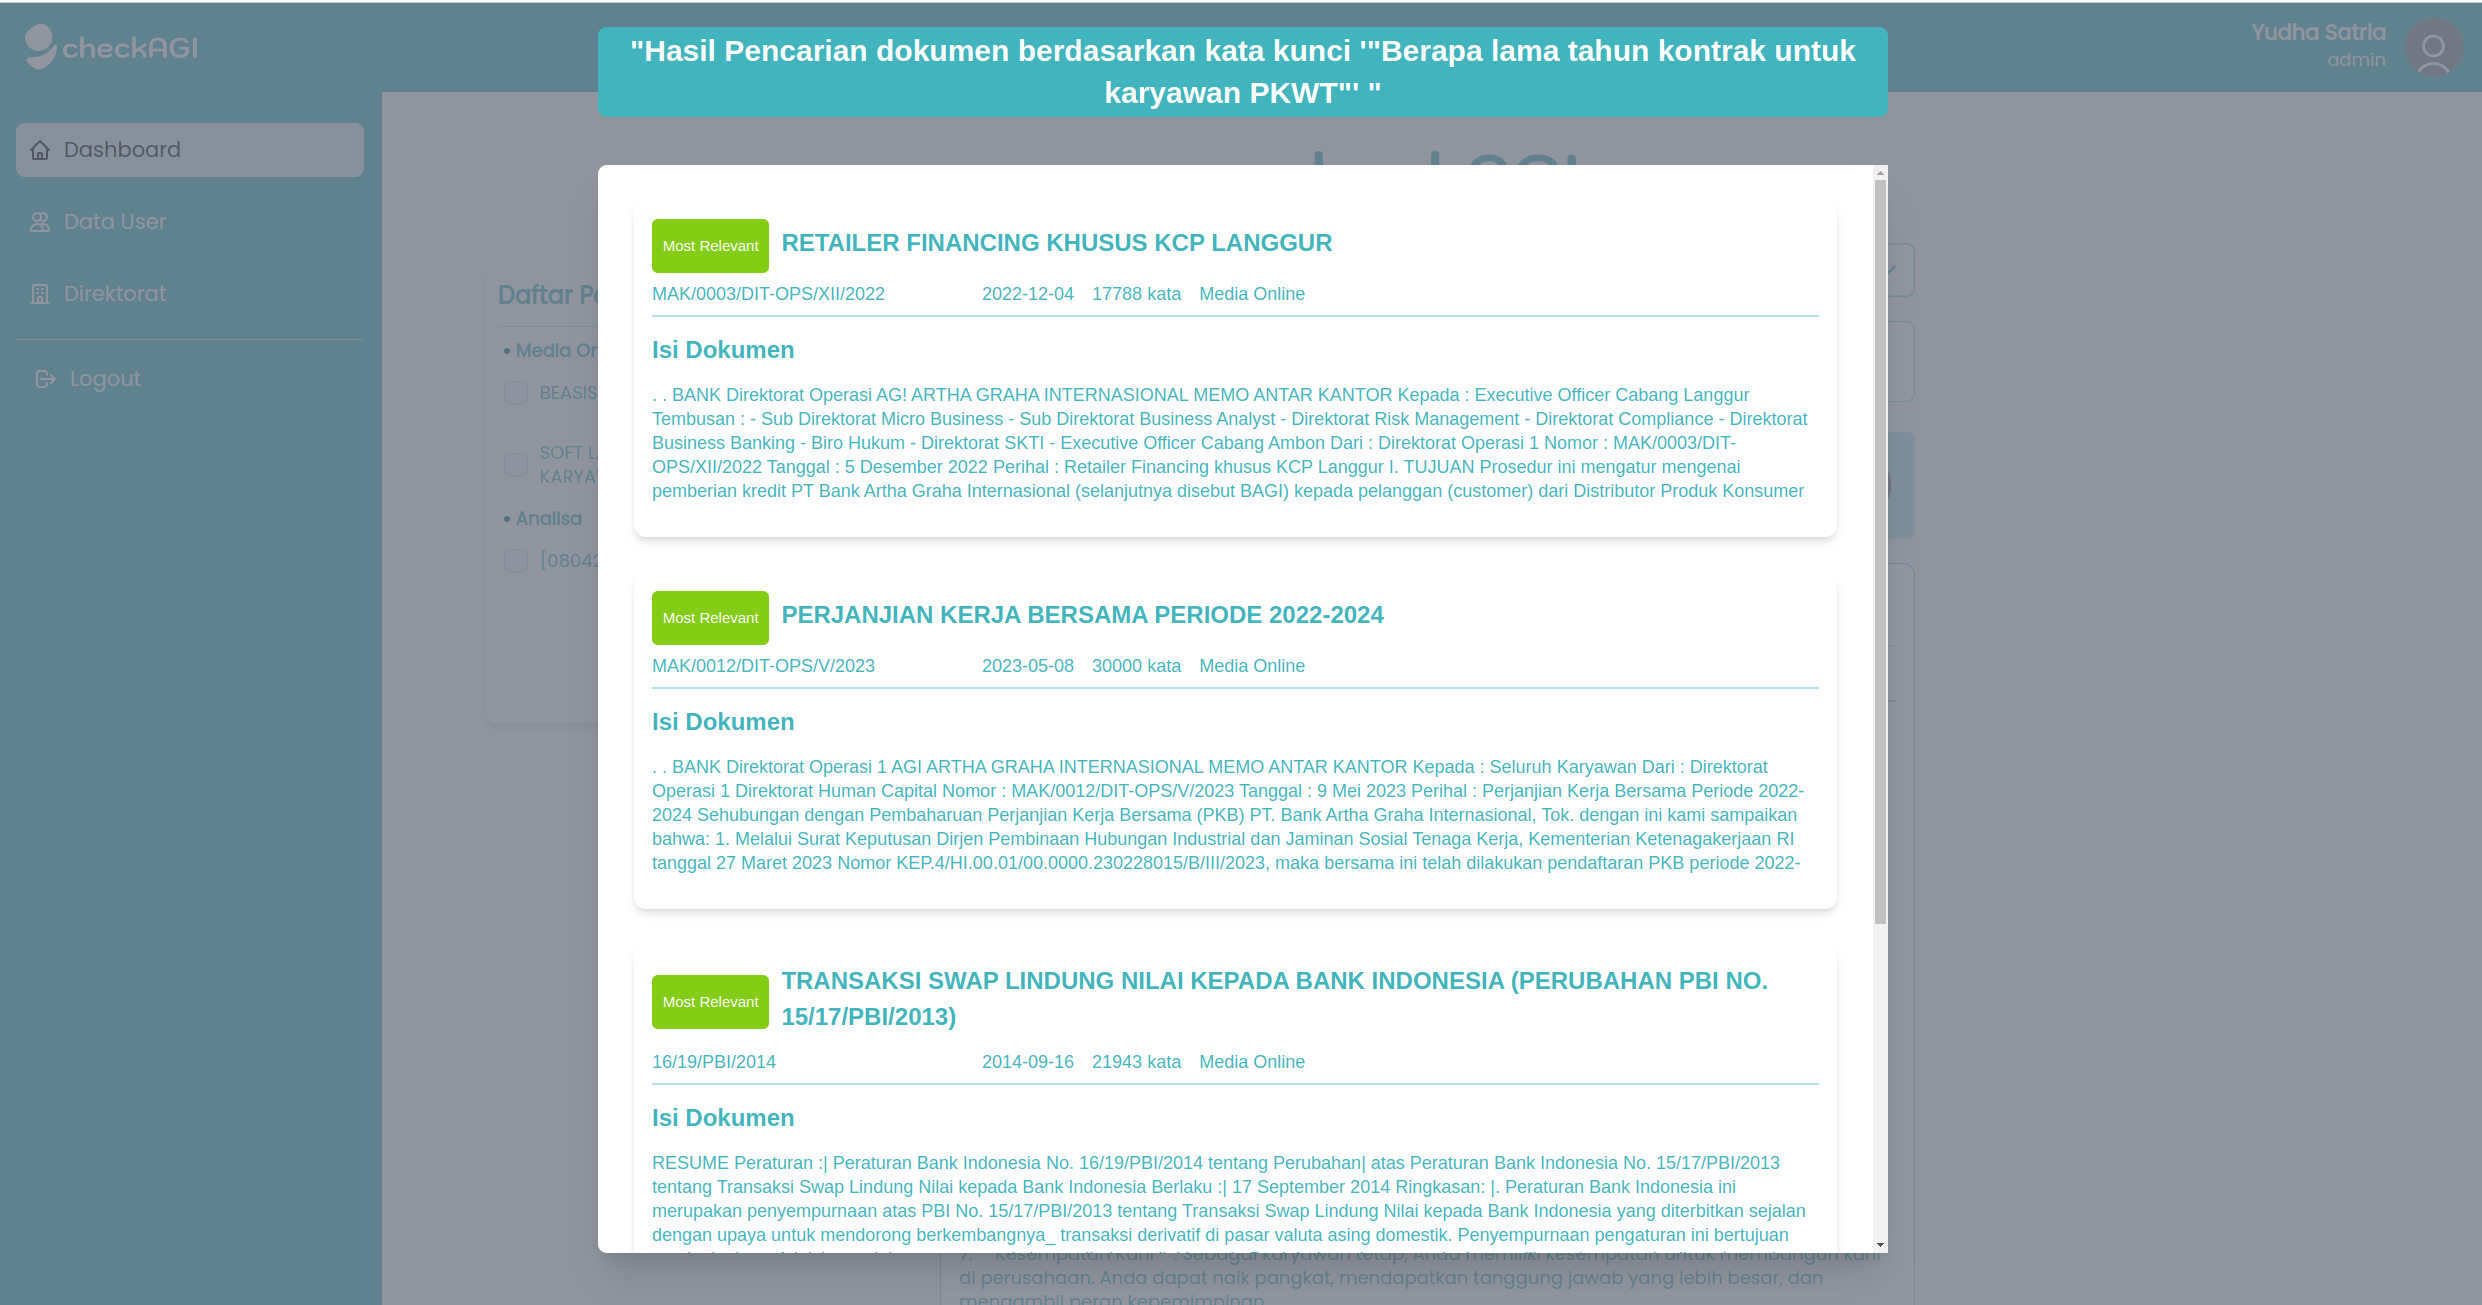 checkAGI
Yudha Satria
admin
"Hasil Pencarian dokumen berdasarkan kata kunci '"Berapa lama tahun kontrak untuk
karyawan PKWT"' "
Dashboard
Data User
Direktorat
Logout
Daftar
• Media
BEASIS
SOFT
KARYA
• Analisa
[0804
Most Relevant RETAILER FINANCING KHUSUS KCP LANGGUR
MAK/0003/DIT-OPS/XII/2022 2022-12-04 17788 kata Media Online
Isi Dokumen
. . BANK Direktorat Operasi AG! ARTHA GRAHA INTERNASIONAL MEMO ANTAR KANTOR Kepada : Executive Officer Cabang Langgur
Tembusan : - Sub Direktorat Micro Business - Sub Direktorat Business Analyst - Direktorat Risk Management - Direktorat Compliance - Direktorat
Business Banking - Biro Hukum - Direktorat SKTI - Executive Officer Cabang Ambon Dari : Direktorat Operasi 1 Nomor : MAK/0003/DIT-
OPS/XII/2022 Tanggal : 5 Desember 2022 Perihal : Retailer Financing khusus KCP Langgur I. TUJUAN Prosedur ini mengatur mengenai
pemberian kredit PT Bank Artha Graha Internasional (selanjutnya disebut BAGI) kepada pelanggan (customer) dari Distributor Produk Konsumer
Most Relevant PERJANJIAN KERJA BERSAMA PERIODE 2022-2024
MAK/0012/DIT-OPS/V/2023 2023-05-08 30000 kata Media Online
Isi Dokumen
. . BANK Direktorat Operasi 1 AGI ARTHA GRAHA INTERNASIONAL MEMO ANTAR KANTOR Kepada : Seluruh Karyawan Dari : Direktorat
Operasi 1 Direktorat Human Capital Nomor : MAK/0012/DIT-OPS/V/2023 Tanggal : 9 Mei 2023 Perihal : Perjanjian Kerja Bersama Periode 2022-
2024 Sehubungan dengan Pembaharuan Perjanjian Kerja Bersama (PKB) PT. Bank Artha Graha Internasional, Tok. dengan ini kami sampaikan
bahwa: 1. Melalui Surat Keputusan Dirjen Pembinaan Hubungan Industrial dan Jaminan Sosial Tenaga Kerja, Kementerian Ketenagakerjaan RI
tanggal 27 Maret 2023 Nomor KEP.4/HI.00.01/00.0000.230228015/B/III/2023, maka bersama ini telah dilakukan pendaftaran PKB periode 2022-
Most Relevant TRANSAKSI SWAP LINDUNG NILAI KEPADA BANK INDONESIA (PERUBAHAN PBI NO.
15/17/PBI/2013)
16/19/PBI/2014 2014-09-16 21943 kata Media Online
Isi Dokumen
RESUME Peraturan :| Peraturan Bank Indonesia No. 16/19/PBI/2014 tentang Perubahan| atas Peraturan Bank Indonesia No. 15/17/PBI/2013
tentang Transaksi Swap Lindung Nilai kepada Bank Indonesia Berlaku :| 17 September 2014 Ringkasan: |. Peraturan Bank Indonesia ini
merupakan penyempurnaan atas PBI No. 15/17/PBI/2013 tentang Transaksi Swap Lindung Nilai kepada Bank Indonesia yang diterbitkan sejalan
dengan upaya untuk mendorong berkembangnya_ transaksi derivatif di pasar valuta asing domestik. Penyempurnaan pengaturan ini bertujuan
karyawan tetap, Anda memiliki kesempatan untuk membangun
di perusahaan. Anda dapat naik pangkat, mendapatkan tanggung jawab yang lebih besar, dan
mengambil peran kepemimpinan